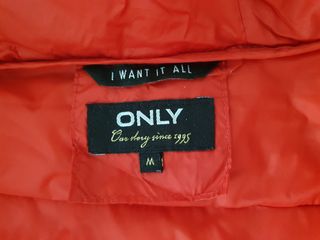 I WANT IT ALL
ONLY
Our story since 1995
M